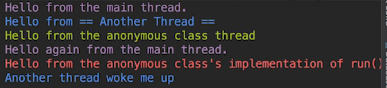 Hello from the main thread.
Hello from == Another Thread ==
Hello from the anonymous class thread
Hello again from the main thread.
Hello from the anonymous class's implementation of run()
Another thread woke me up